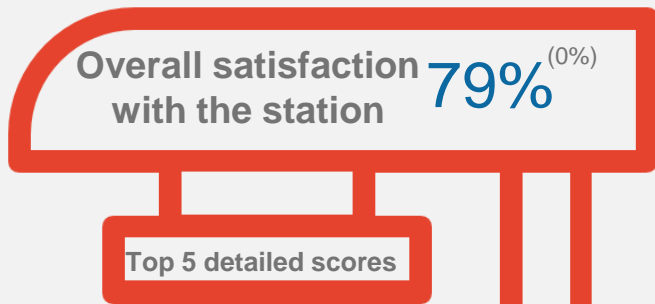 Overall satisfaction
with the station
79% (0%)
Top 5 detailed scores